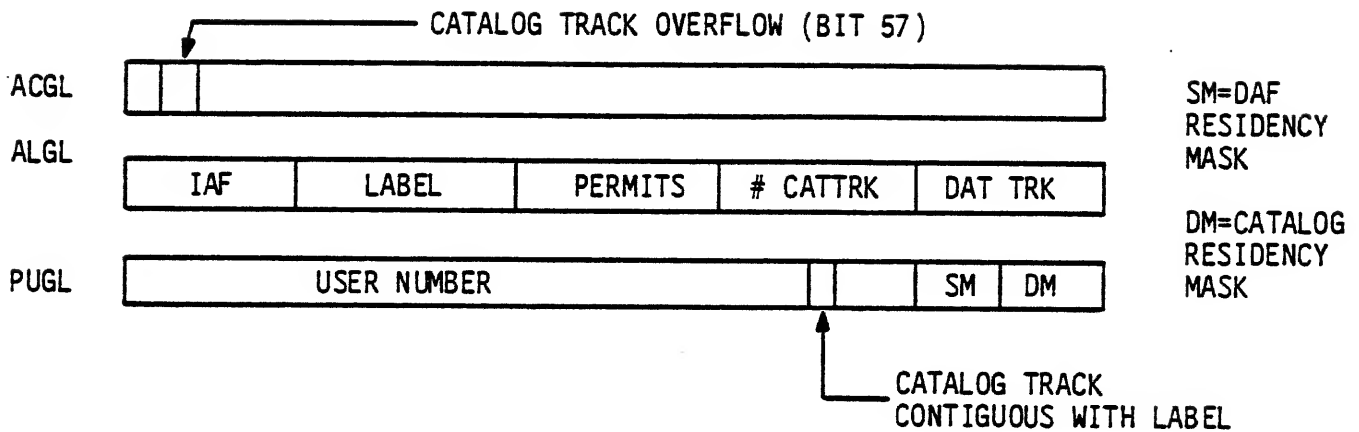 CATALOG TRACK OVERFLOW (BIT 57)
ACGL
SM=DAF
RESIDENCY
MASK
ALGL
IAF LABEL PERMITS # CATTRK DAT TRK
DM=CATALOG
RESIDENCY
MASK
PUGL
USER NUMBER SM DM
CATALOG TRACK
CONTIGUOUS WITH LABEL